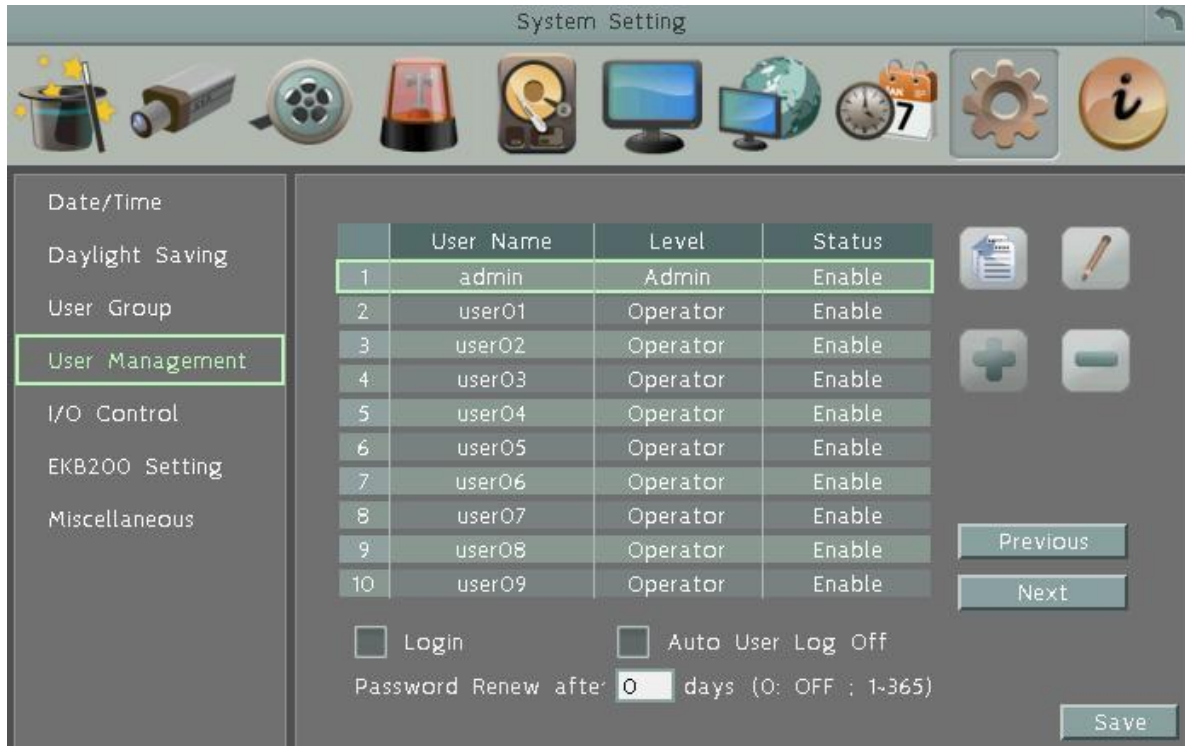 System Setting
JAN
7
i
Date/Time
Daylight Saving
User Group
User Management
I/O Control
EKB200 Setting
Miscellaneous
User Name Level Status
1 admin Admin Enable
2 user01 Operator Enable
3 user02 Operator Enable
4 user03 Operator Enable
5 user04 Operator Enable
6 user05 Operator Enable
7 user06 Operator Enable
8 user07 Operator Enable
9 user08 Operator Enable
10 user09 Operator Enable
Previous
Next
Login Auto User Log Off
Password Renew after 0 days (0: OFF ; 1~365)
Save